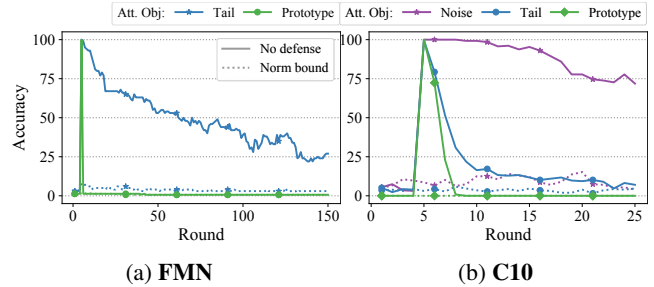 Att. Obj: Tail Prototype
Att. Obj: Noise Tail Prototype
Accuracy
100
75
50
25
0
No defense
Norm bound
0 50 100 150
Round
100
75
50
25
0
0 5 10 15 20 25
Round
(a) FMN
(b) C10